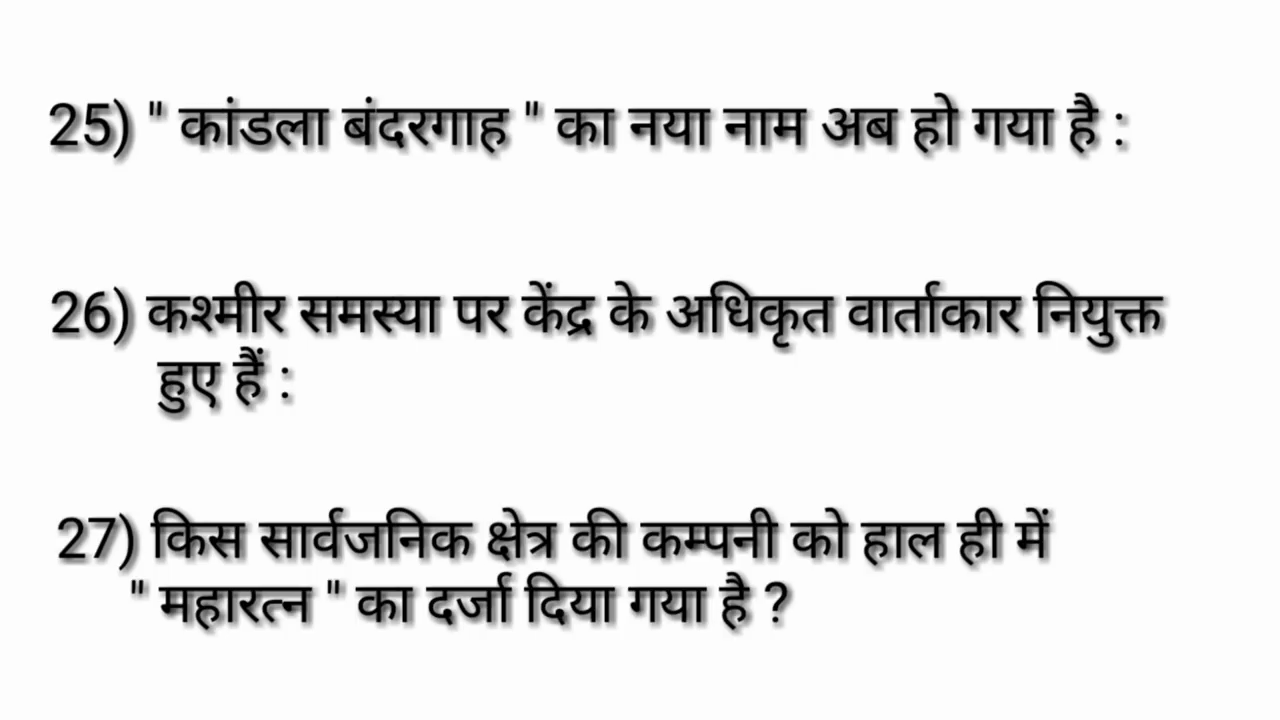 25) " कांडला बंदरगाह " का नया नाम अब हो गया है :
26) कश्मीर समस्या पर केंद्र के अधिकृत वार्ताकार नियुक्त
हुए हैं :
27) किस सार्वजनिक क्षेत्र की कम्पनी को हाल ही में
" महारत्न " का दर्जा दिया गया है ?